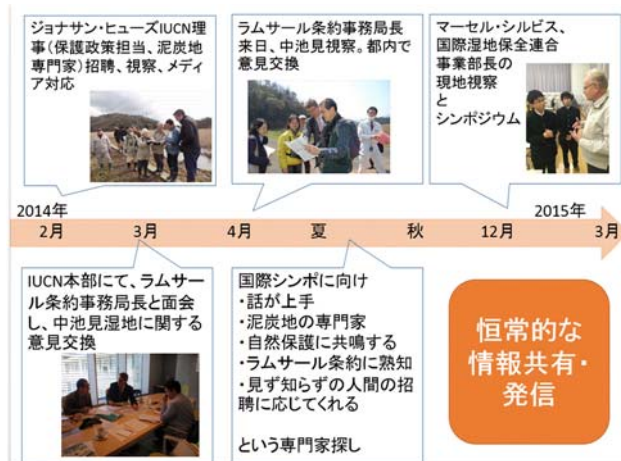 ジョナサン・ヒューズIUCN理
事(保護政策担当、泥炭地
専門家)招聘、視察、メディ
ア対応
ラムサール条約事務局長
来日、中池見視察。都内で
意見交換
マーセル・シルビス、
国際湿地保全連合
事業部長の
現地視察
と
シンポジウム
2014年
2015年
2月 3月 4月 夏 秋 12月 3月
IUCN本部にて、ラムサー
ル条約事務局長と面会
し、中池見湿地に関する
意見交換
国際シンポに向け
・話が上手
・泥炭地の専門家
・自然保護に共鳴する
・ラムサール条約に熟知
・見ず知らずの人間の招
聘に応じてくれる
という専門家探し
恒常的な
情報共有・
発信